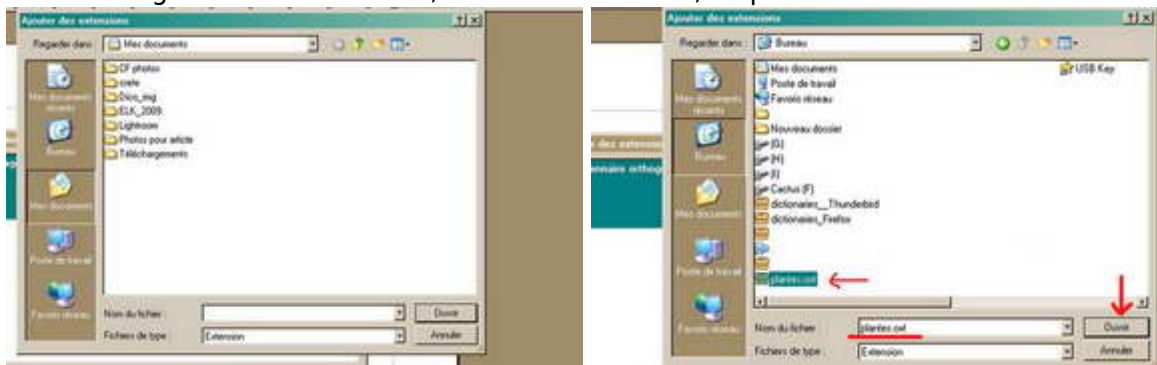 Ajouter des extensions
Regarder dans :
Mes documents
CF photos
crete
Dico_img
ELK_2009
Lightroom
Photos pour article
Téléchargements
Mes documents récents
Bureau
Mes documents
Poste de travail
Favoris réseau
Nom du fichier :
Ouvrir
Fichiers de type :
Extension
Annuler
Ajouter des extensions
Regarder dans :
Bureau
Mes documents
Poste de travail
Favoris réseau
Nouveau dossier
(G)
(H)
(I)
Cactus (F)
dictionaries__Thunderbird
dictionaries_Firefox
plantes.oxt
USB Key
Mes documents récents
Bureau
Mes documents
Poste de travail
Favoris réseau
Nom du fichier :
plantes.oxt
Ouvrir
Fichiers de type :
Extension
Annuler